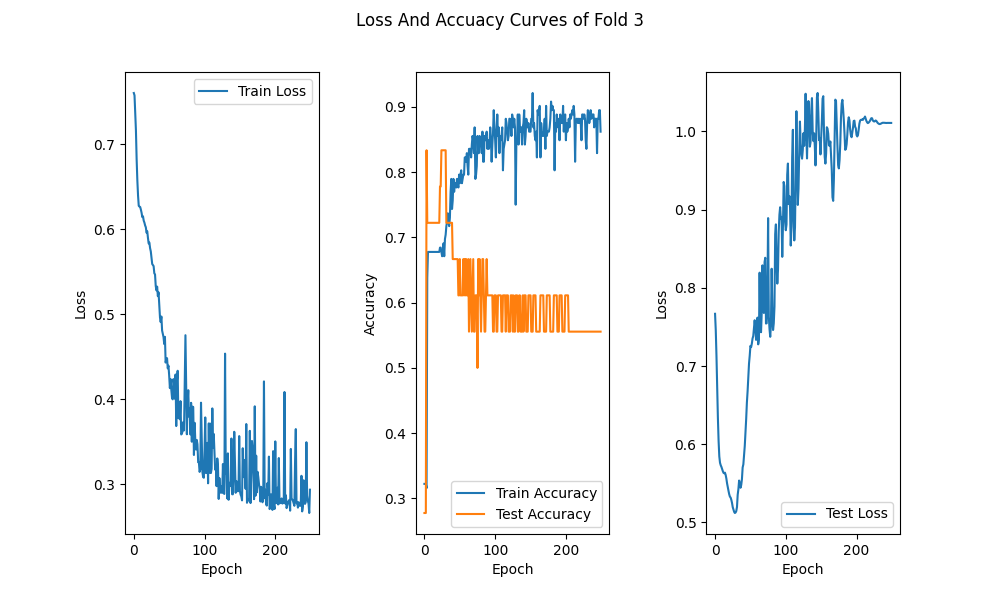 Loss And Accuacy Curves of Fold 3
Loss
0.7
0.6
0.5
0.4
0.3
0
100
200
Epoch
Train Loss
Accuracy
0.9
0.8
0.7
0.6
0.5
0.4
0.3
0
100
200
Epoch
Train Accuracy
Test Accuracy
Loss
1.0
0.9
0.8
0.7
0.6
0.5
0
100
200
Epoch
Test Loss